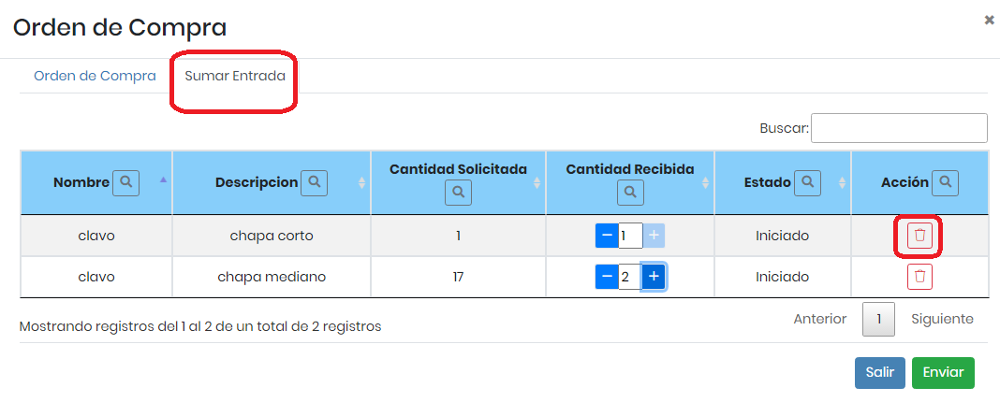 Orden de Compra
Orden de Compra Sumar Entrada
Buscar:
Nombre Descripcion Cantidad Solicitada Cantidad Recibida Estado Acción
clavo chapa corto 1 1 Iniciado
clavo chapa mediano 17 2 Iniciado
Mostrando registros del 1 al 2 de un total de 2 registros
Anterior 1 Siguiente
Salir Enviar